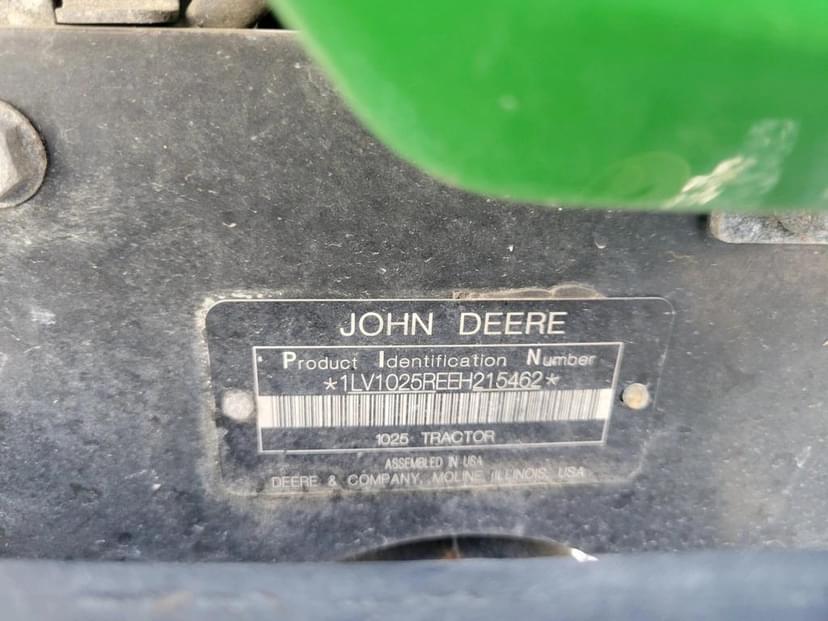 JOHN DEERE
Product Identification Number
*1LV1025REEH215462*
1025 TRACTOR
ASSEMBLED IN USA
DEERE & COMPANY, MOLINE, ILLINOIS, USA